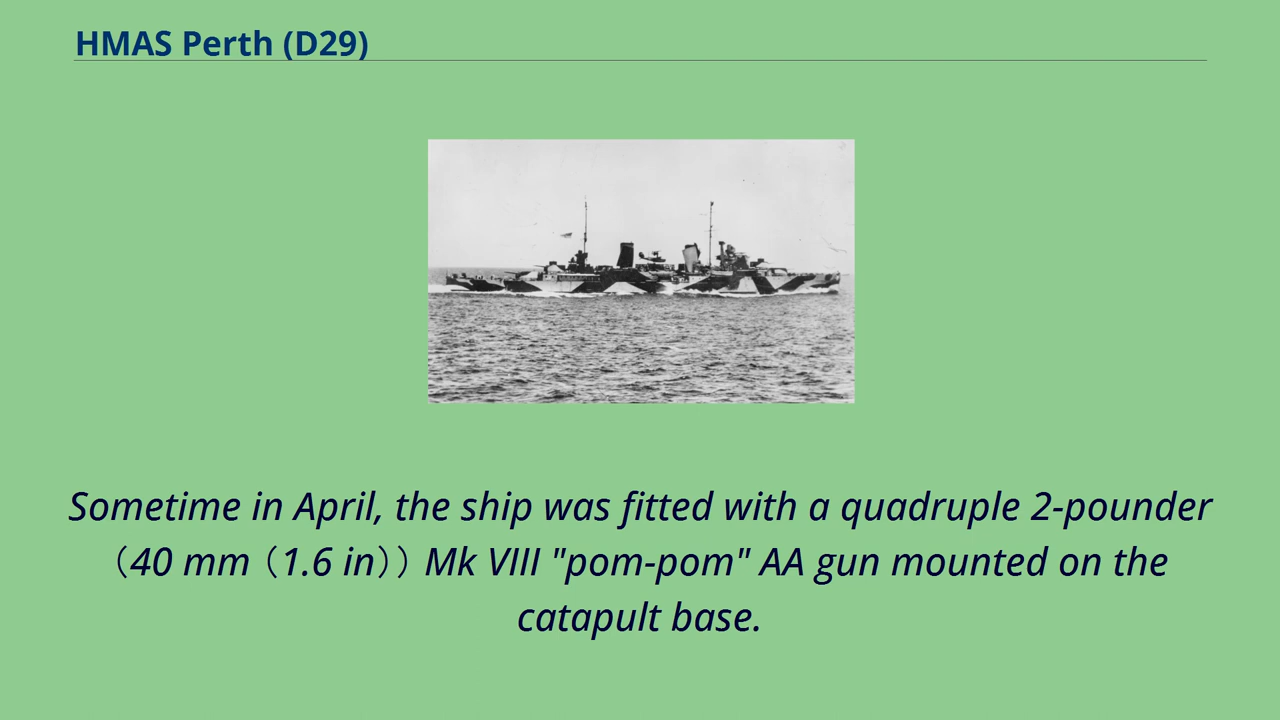 HMAS Perth (D29)
Sometime in April, the ship was fitted with a quadruple 2-pounder
（40 mm（1.6 in）） Mk VIII "pom-pom" AA gun mounted on the
catapult base.